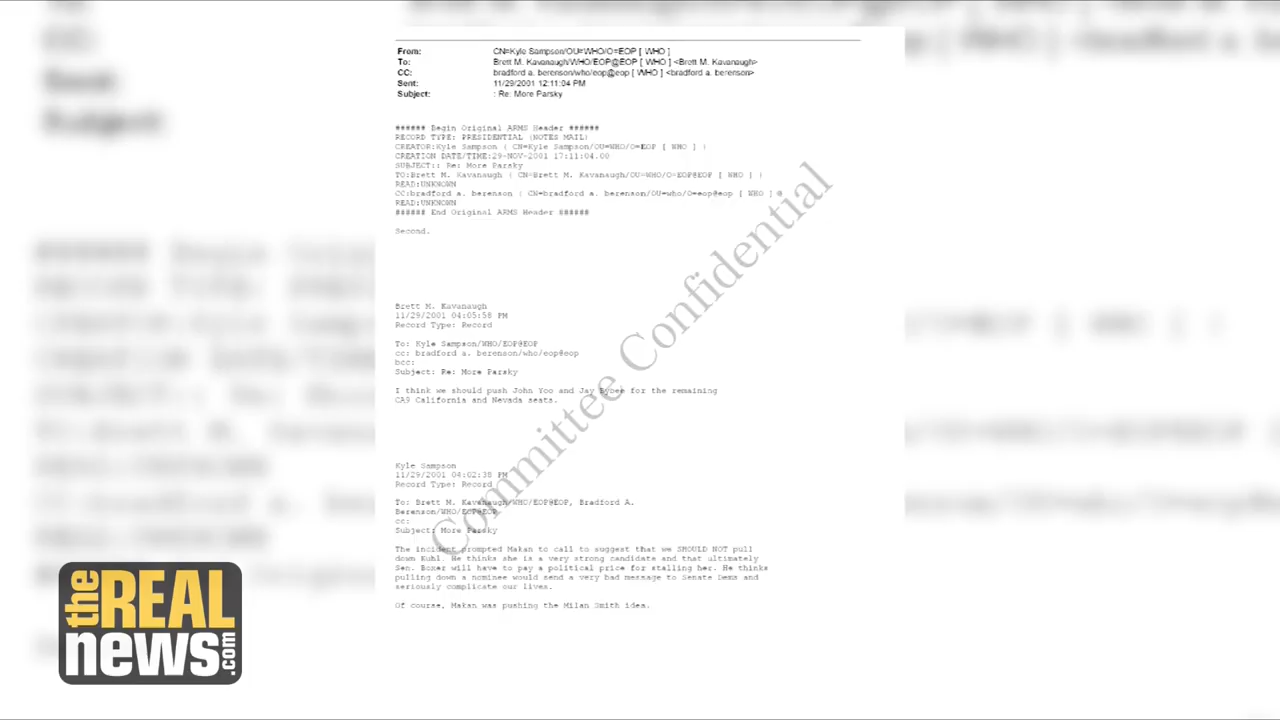 From: CN=Kyle Sampson/OU=WHO/O=EOP [ WHO ]
To: Brett M. Kavanaugh/WHO/EOP@EOP [ WHO ] <Brett M. Kavanaugh>
CC: bradford a. berenson/who/eop@eop [ WHO ] <bradford a. berenson>
Sent: 11/29/2001 12:11:04 PM
Subject: : Re: More Parsky
###### Begin Original ARMS Header ######
RECORD TYPE: PRESIDENTIAL (NOTES MAIL)
CREATOR:Kyle Sampson ( CN=Kyle Sampson/OU=WHO/O=EOP [ WHO ] )
CREATION DATE/TIME:29-NOV-2001 17:11:04.00
SUBJECT:: Re: More Parsky
TO:Brett M. Kavanaugh ( CN=Brett M. Kavanaugh/OU=WHO/O=EOP@EOP [ WHO ] )
READ:UNKNOWN
CC:bradford a. berenson ( CN=bradford a. berenson/OU=who/O=eop@eop [ WHO ] @
READ:UNKNOWN
###### End Original ARMS Header ######
Second.
Brett M. Kavanaugh
11/29/2001 04:05:58 PM
Record Type: Record
To: Kyle Sampson/WHO/EOP@EOP
cc: bradford a. berenson/who/eop@eop
bcc:
Subject: Re: More Parsky
I think we should push John Yoo and Jay Bybee for the remaining
CA9 California and Nevada seats.
Kyle Sampson
11/29/2001 04:02:38 PM
Record Type: Record
To: Brett M. Kavanaugh/WHO/EOP@EOP, Bradford A.
Berenson/WHO/EOP@EOP
cc:
Subject: More Parsky
The incident prompted Makan to call to suggest that we SHOULD NOT pull
down Kuhl. He thinks she is a very strong candidate and that ultimately
Sen. Boxer will have to pay a political price for stalling her. He thinks
pulling down a nominee would send a very bad message to Senate Dems and
seriously complicate our lives.
Of course, Makan was pushing the Milan Smith idea.
Committee Confidential
the REAL
news.com